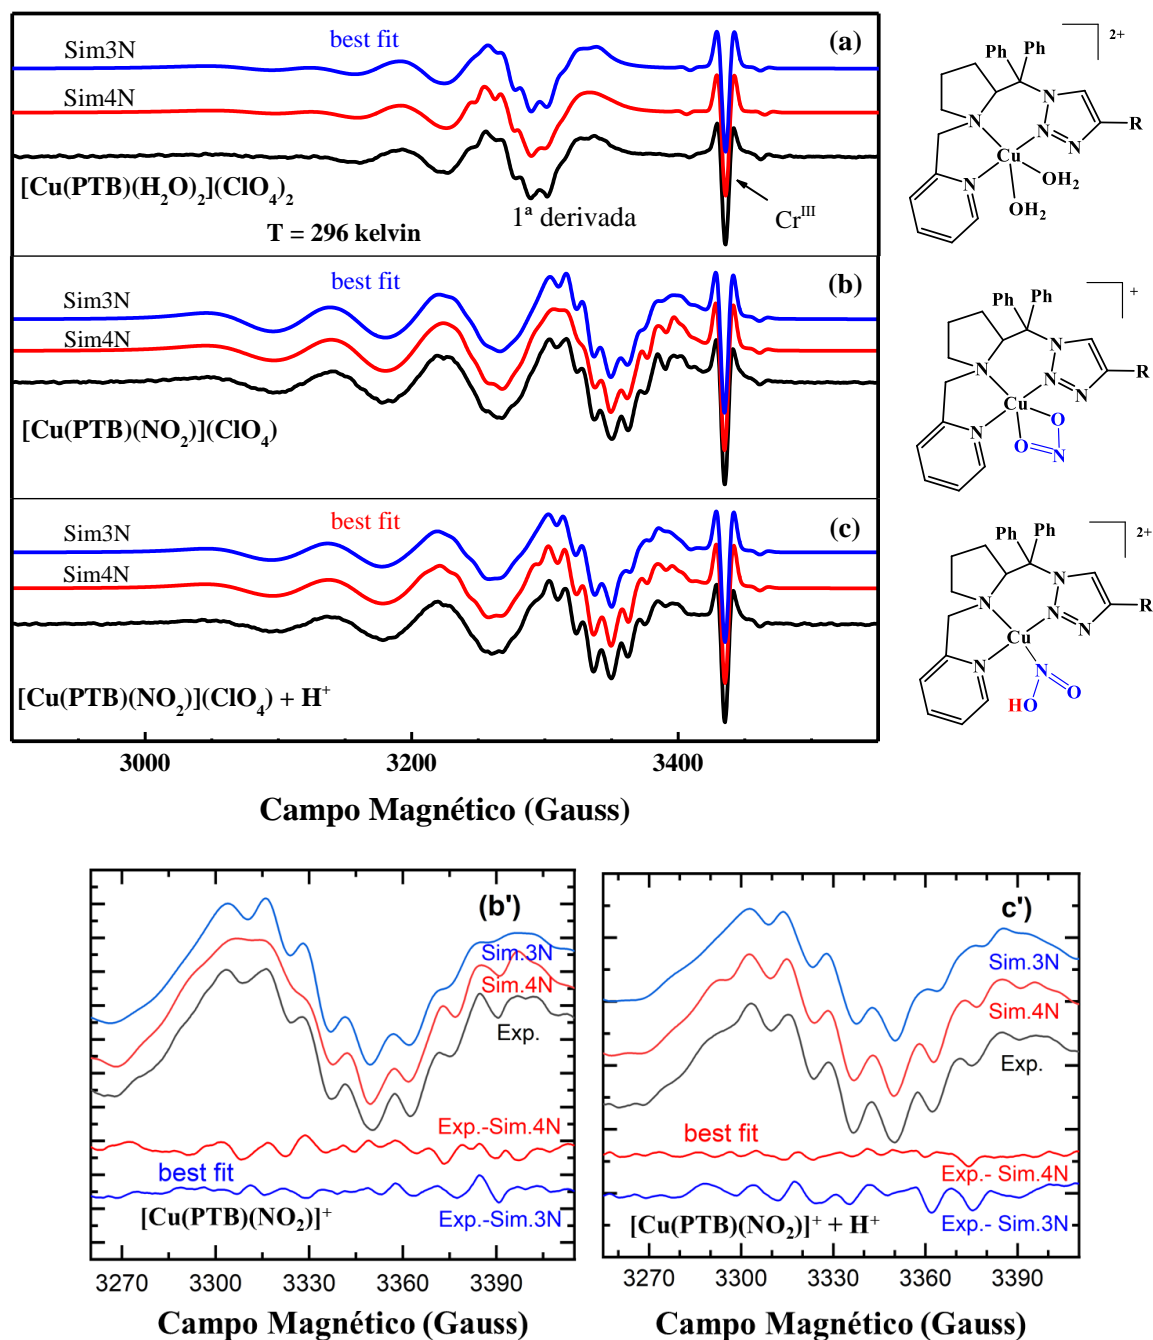 Sim3N
best fit
(a)
Sim4N
[Cu(PTB)(H₂O)₂](ClO₄)₂
1ª derivada
T = 296 kelvin
Cr^III
Sim3N
best fit
(b)
Sim4N
[Cu(PTB)(NO₂)](ClO₄)
Sim3N
best fit
(c)
Sim4N
[Cu(PTB)(NO₂)](ClO₄) + H⁺
3000 3200 3400
Campo Magnético (Gauss)
2+
Ph Ph
N
N N
R
N
Cu
N
OH₂
OH₂
+
Ph Ph
N
N N
R
N
Cu
O
N
O N
2+
Ph Ph
N
N N
R
N
Cu
N
N
HO O
(b')
Sim.3N
Sim.4N
Exp.
Exp.-Sim.4N
best fit
Exp.-Sim.3N
[Cu(PTB)(NO₂)]⁺
3270 3300 3330 3360 3390
Campo Magnético (Gauss)
c')
Sim.3N
Sim.4N
Exp.
best fit
Exp.- Sim.4N
Exp.- Sim.3N
[Cu(PTB)(NO₂)]⁺ + H⁺
3270 3300 3330 3360 3390
Campo Magnético (Gauss)